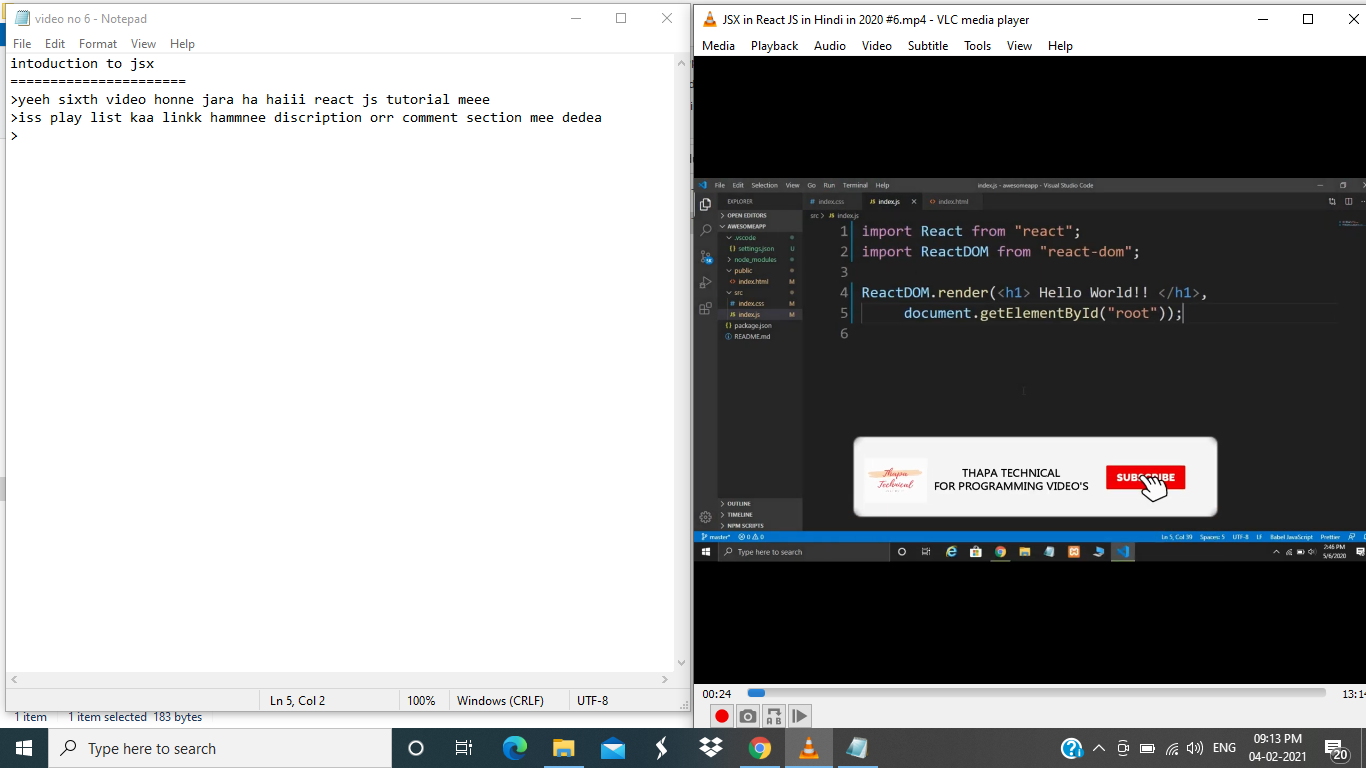 video no 6 - Notepad
File Edit Format View Help
intoduction to jsx
======================
>yeeh sixth video honne jara ha haiii react js tutorial meee
>iss play list kaa linkk hammnee discription orr comment section mee dedea
>
Ln 5, Col 2 100% Windows (CRLF) UTF-8
1 item 1 item selected 183 bytes
JSX in React JS in Hindi in 2020 #6.mp4 - VLC media player
Media Playback Audio Video Subtitle Tools View Help
File Edit Selection View Go Run Terminal Help
index.js - awesomeapp - Visual Studio Code
EXPLORER
OPEN EDITORS
AWESOMEAPP
.vscode
settings.json U
node_modules
public
index.html M
src
index.css M
index.js M
package.json
README.md
OUTLINE
TIMELINE
NPM SCRIPTS
index.css index.js index.html
src > JS index.js
1 import React from "react";
2 import ReactDOM from "react-dom";
3
4 ReactDOM.render(<h1> Hello World!! </h1>,
5 document.getElementById("root"));
6
Thapa
Technical
THAPA TECHNICAL
FOR PROGRAMMING VIDEO'S
SUBSCRIBE
master* 0 0 Ln 5, Col 39 Spaces: 5 UTF-8 LF Babel JavaScript Prettier
Type here to search
2:46 PM
5/6/2020
00:24 13:14
Type here to search
ENG
09:13 PM
04-02-2021
20